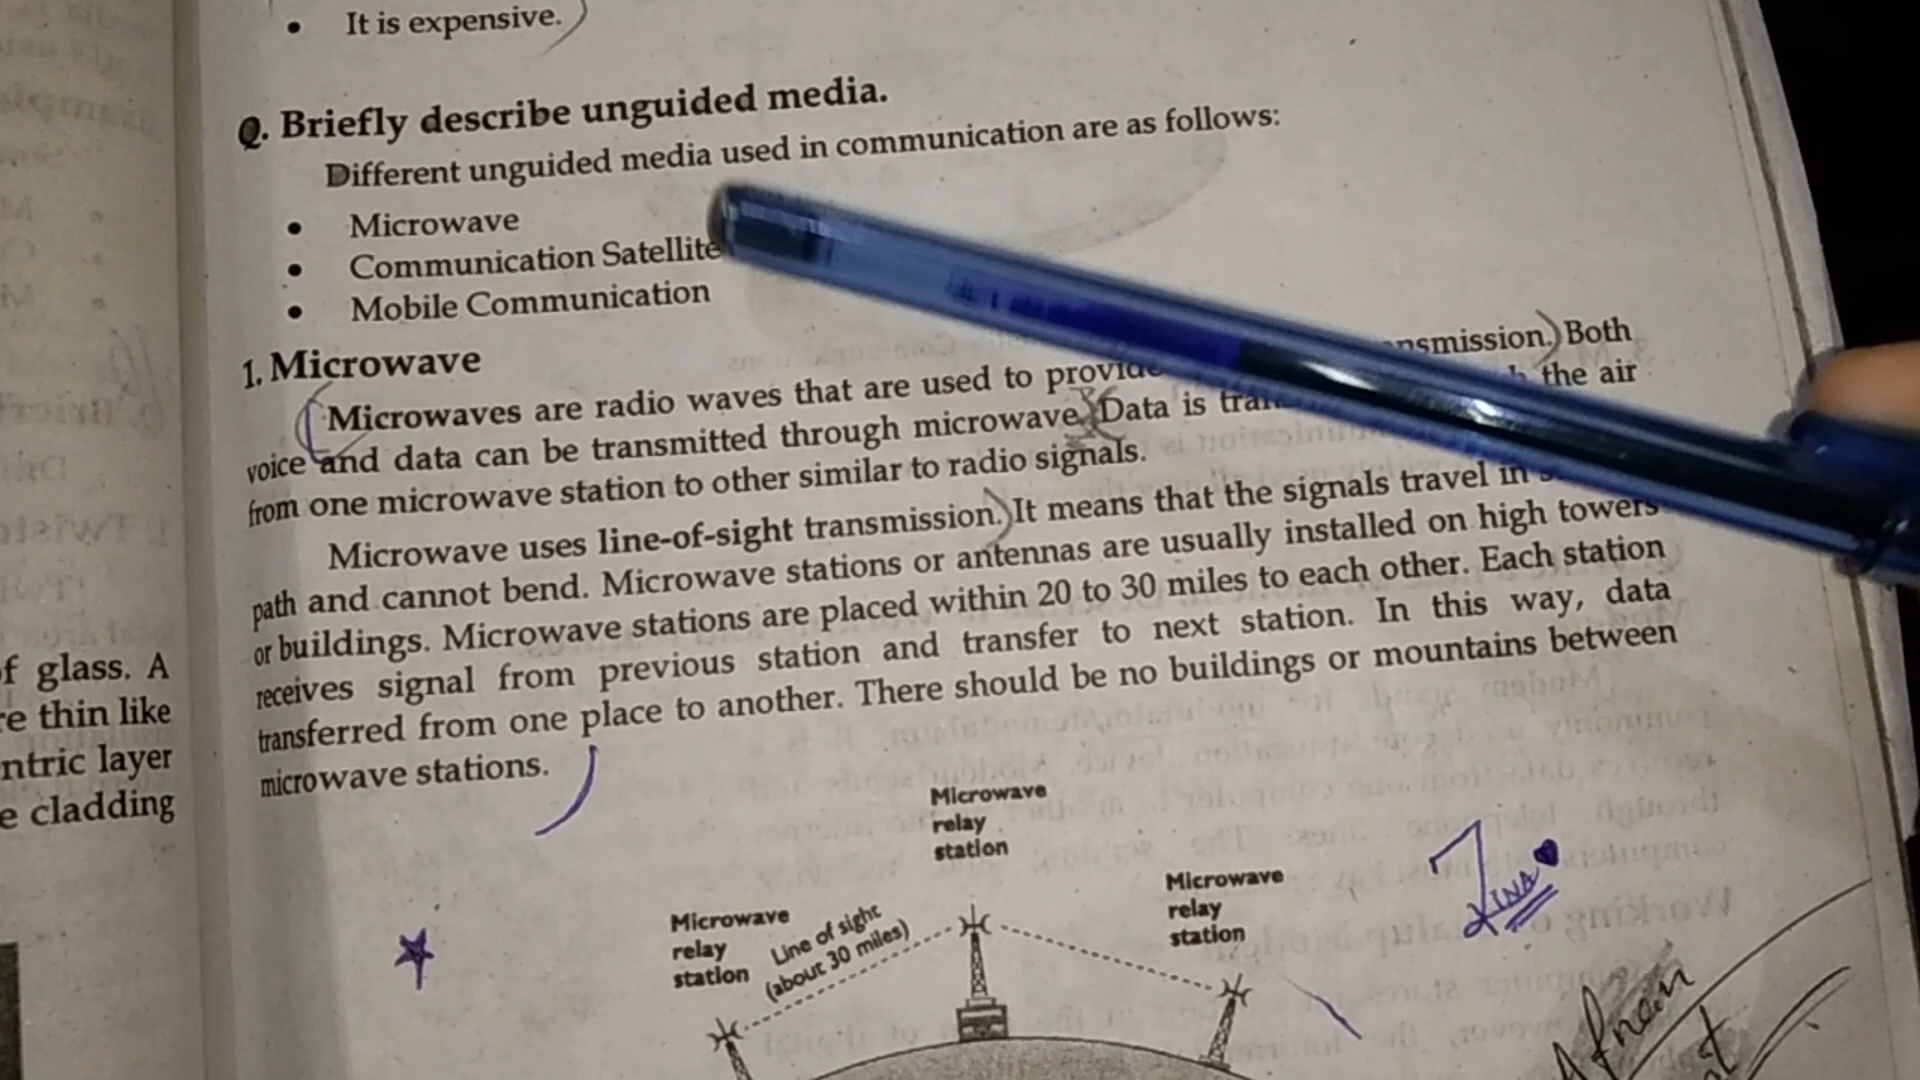 • It is expensive.
Q. Briefly describe unguided media.
Different unguided media used in communication are as follows:
• Microwave
• Communication Satellite
• Mobile Communication
1. Microwave
Microwaves are radio waves that are used to provide nsmission. Both
voice and data can be transmitted through microwave. Data is the air
from one microwave station to other similar to radio signals.
Microwave uses line-of-sight transmission. It means that the signals travel in
path and cannot bend. Microwave stations or antennas are usually installed on high towers
or buildings. Microwave stations are placed within 20 to 30 miles to each other. Each station
receives signal from previous station and transfer to next station. In this way, data
transferred from one place to another. There should be no buildings or mountains between
microwave stations.
f glass. A
re thin like
ntric layer
e cladding
Microwave
relay
station
Microwave
relay
station
Line of sight
(about 30 miles)
Microwave
relay
station